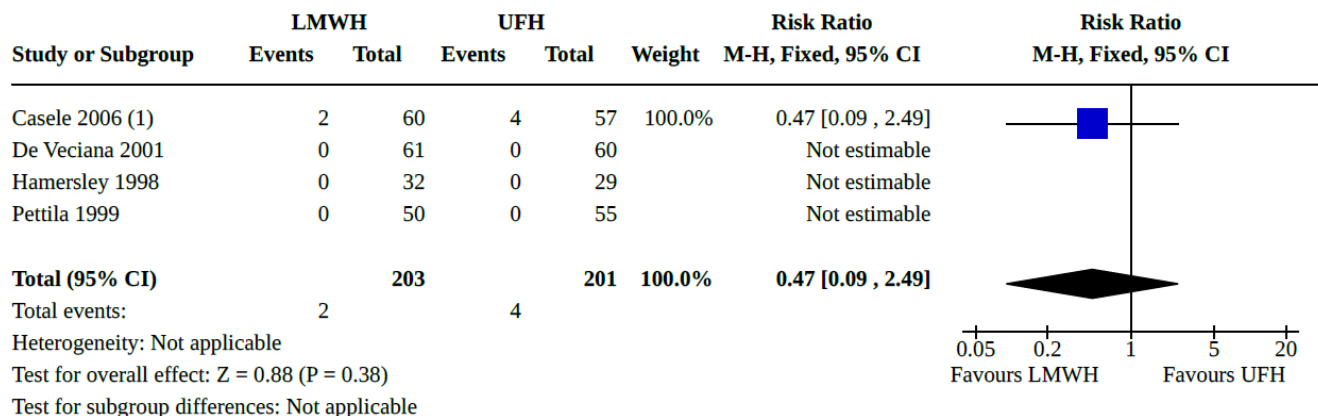 LMWH UFH Risk Ratio Risk Ratio
Study or Subgroup Events Total Events Total Weight M-H, Fixed, 95% CI M-H, Fixed, 95% CI
Casele 2006 (1) 2 60 4 57 100.0% 0.47 [0.09 , 2.49]
De Veciana 2001 0 61 0 60 Not estimable
Hamersley 1998 0 32 0 29 Not estimable
Pettila 1999 0 50 0 55 Not estimable
Total (95% CI) 203 201 100.0% 0.47 [0.09 , 2.49]
Total events: 2 4
Heterogeneity: Not applicable
0.05 0.2 1 5 20
Test for overall effect: Z = 0.88 (P = 0.38)
Favours LMWH Favours UFH
Test for subgroup differences: Not applicable